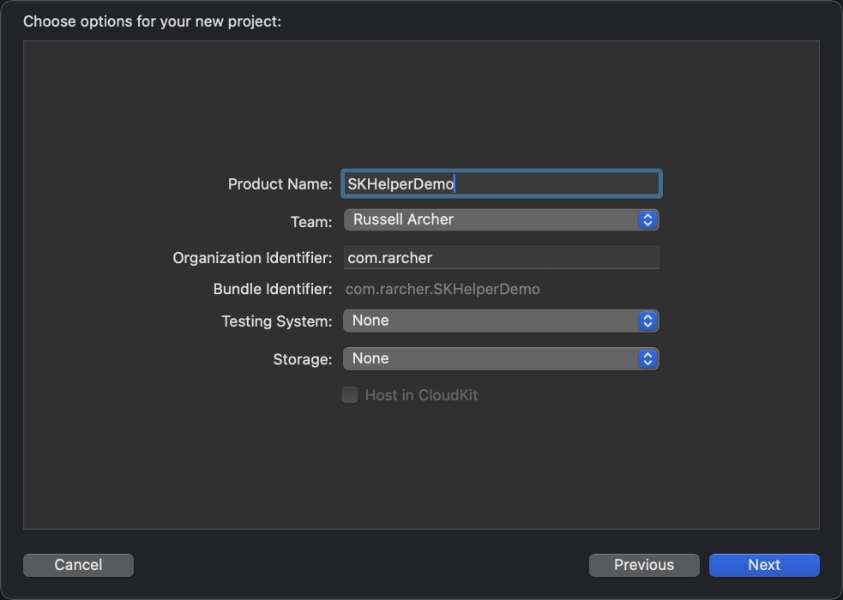 Choose options for your new project:
Product Name: SKHelperDemo
Team: Russell Archer
Organization Identifier: com.rarcher
Bundle Identifier: com.rarcher.SKHelperDemo
Testing System: None
Storage: None
Host in CloudKit
Cancel Previous Next